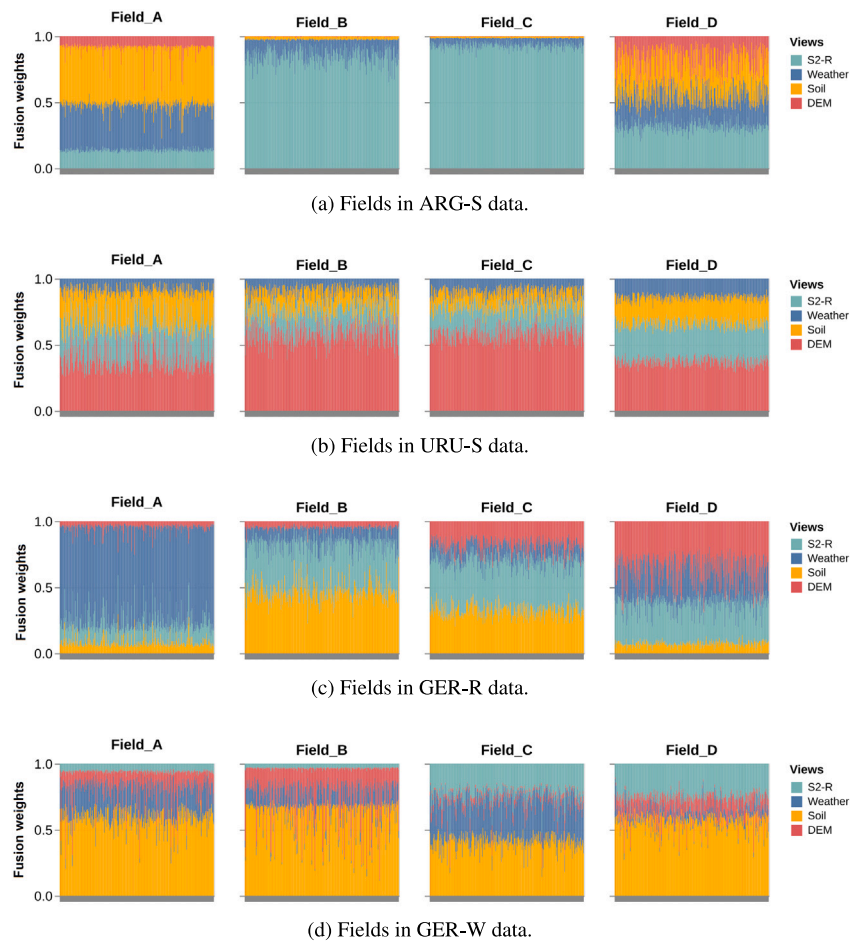 Field_A Field_B Field_C Field_D
Fusion weights
1.0
0.5
0.0
Views
S2-R
Weather
Soil
DEM
(a) Fields in ARG-S data.
Field_A Field_B Field_C Field_D
Fusion weights
1.0
0.5
0.0
Views
S2-R
Weather
Soil
DEM
(b) Fields in URU-S data.
Field_A Field_B Field_C Field_D
Fusion weights
1.0
0.5
0.0
Views
S2-R
Weather
Soil
DEM
(c) Fields in GER-R data.
Field_A Field_B Field_C Field_D
Fusion weights
1.0
0.5
0.0
Views
S2-R
Weather
Soil
DEM
(d) Fields in GER-W data.